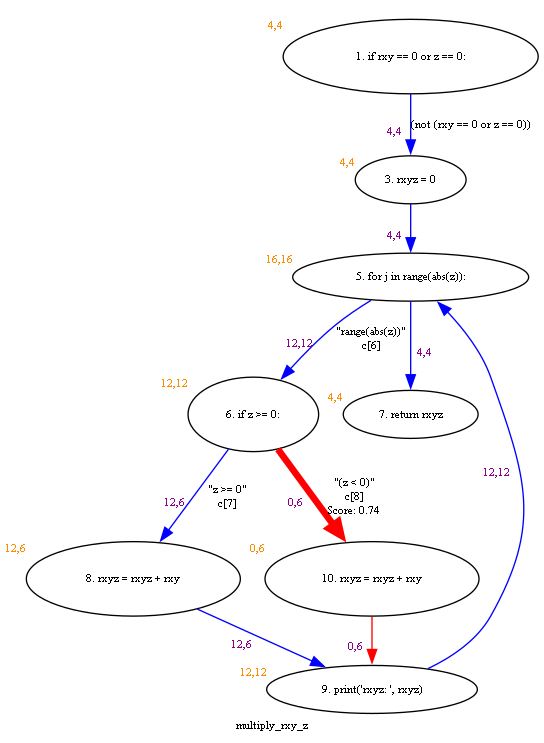 4,4
1. if rxy == 0 or z == 0:
(not (rxy == 0 or z == 0))
4,4
4,4
3. rxyz = 0
4,4
16,16
5. for j in range(abs(z)):
"range(abs(z))"
c[6]
12,12
4,4
12,12
6. if z >= 0:
4,4
7. return rxyz
12,12
"z >= 0"
c[7]
12,6
"(z < 0)"
c[8]
Score: 0.74
0,6
12,6
8. rxyz = rxyz + rxy
0,6
10. rxyz = rxyz + rxy
12,6
0,6
12,12
9. print('rxyz: ', rxyz)
multiply_rxy_z